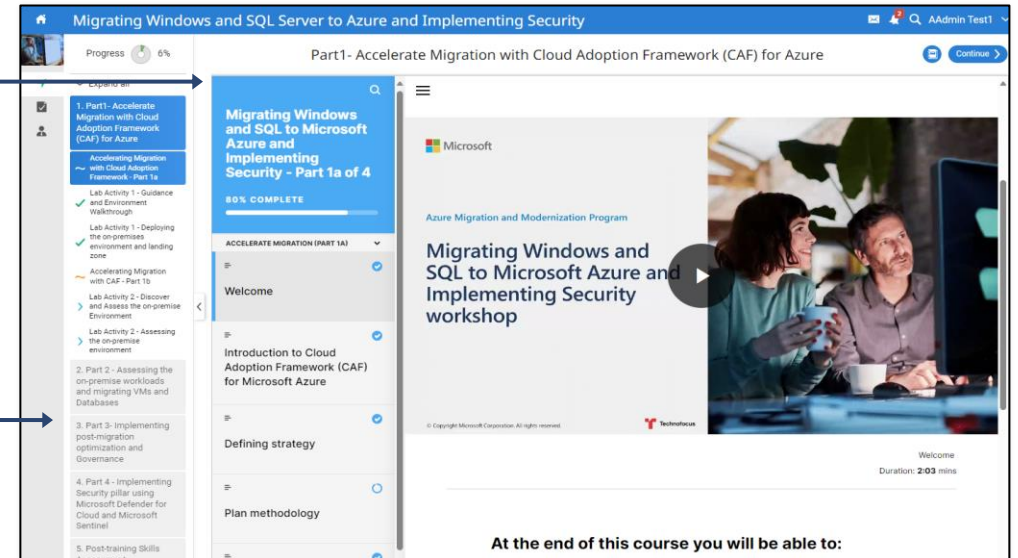 Migrating Windows and SQL Server to Azure and Implementing Security
2
AAdmin Test1
Progress
6%
Part1- Accelerate Migration with Cloud Adoption Framework (CAF) for Azure
Continue
Expand all
1. Part1- Accelerate
Migration with Cloud
Adoption Framework
(CAF) for Azure
Accelerating Migration
with Cloud Adoption
Framework - Part 1a
Lab Activity 1 - Guidance
and Environment
Walkthrough
Lab Activity 1 - Deploying
the on-premises
environment and landing
zone
Accelerating Migration
with CAF - Part 1b
Lab Activity 2 - Discover
and Assess the on-premise
Environment
Lab Activity 2 - Assessing
the on-premise
environment
2. Part 2 - Assessing the
on-premise workloads
and migrating VMs and
Databases
3. Part 3- Implementing
post-migration
optimization and
Governance
4. Part 4 - Implementing
Security pillar using
Microsoft Defender for
Cloud and Microsoft
Sentinel
5. Post-training Skills
Migrating Windows
and SQL to Microsoft
Azure and
Implementing
Security - Part 1a of 4
80% COMPLETE
ACCELERATE MIGRATION (PART 1A)
Welcome
Introduction to Cloud
Adoption Framework (CAF)
for Microsoft Azure
Defining strategy
Plan methodology
Microsoft
Azure Migration and Modernization Program
Migrating Windows and
SQL to Microsoft Azure and
Implementing Security
workshop
© Copyright Microsoft Corporation. All rights reserved.
Technofocus
Welcome
Duration: 2:03 mins
At the end of this course you will be able to: